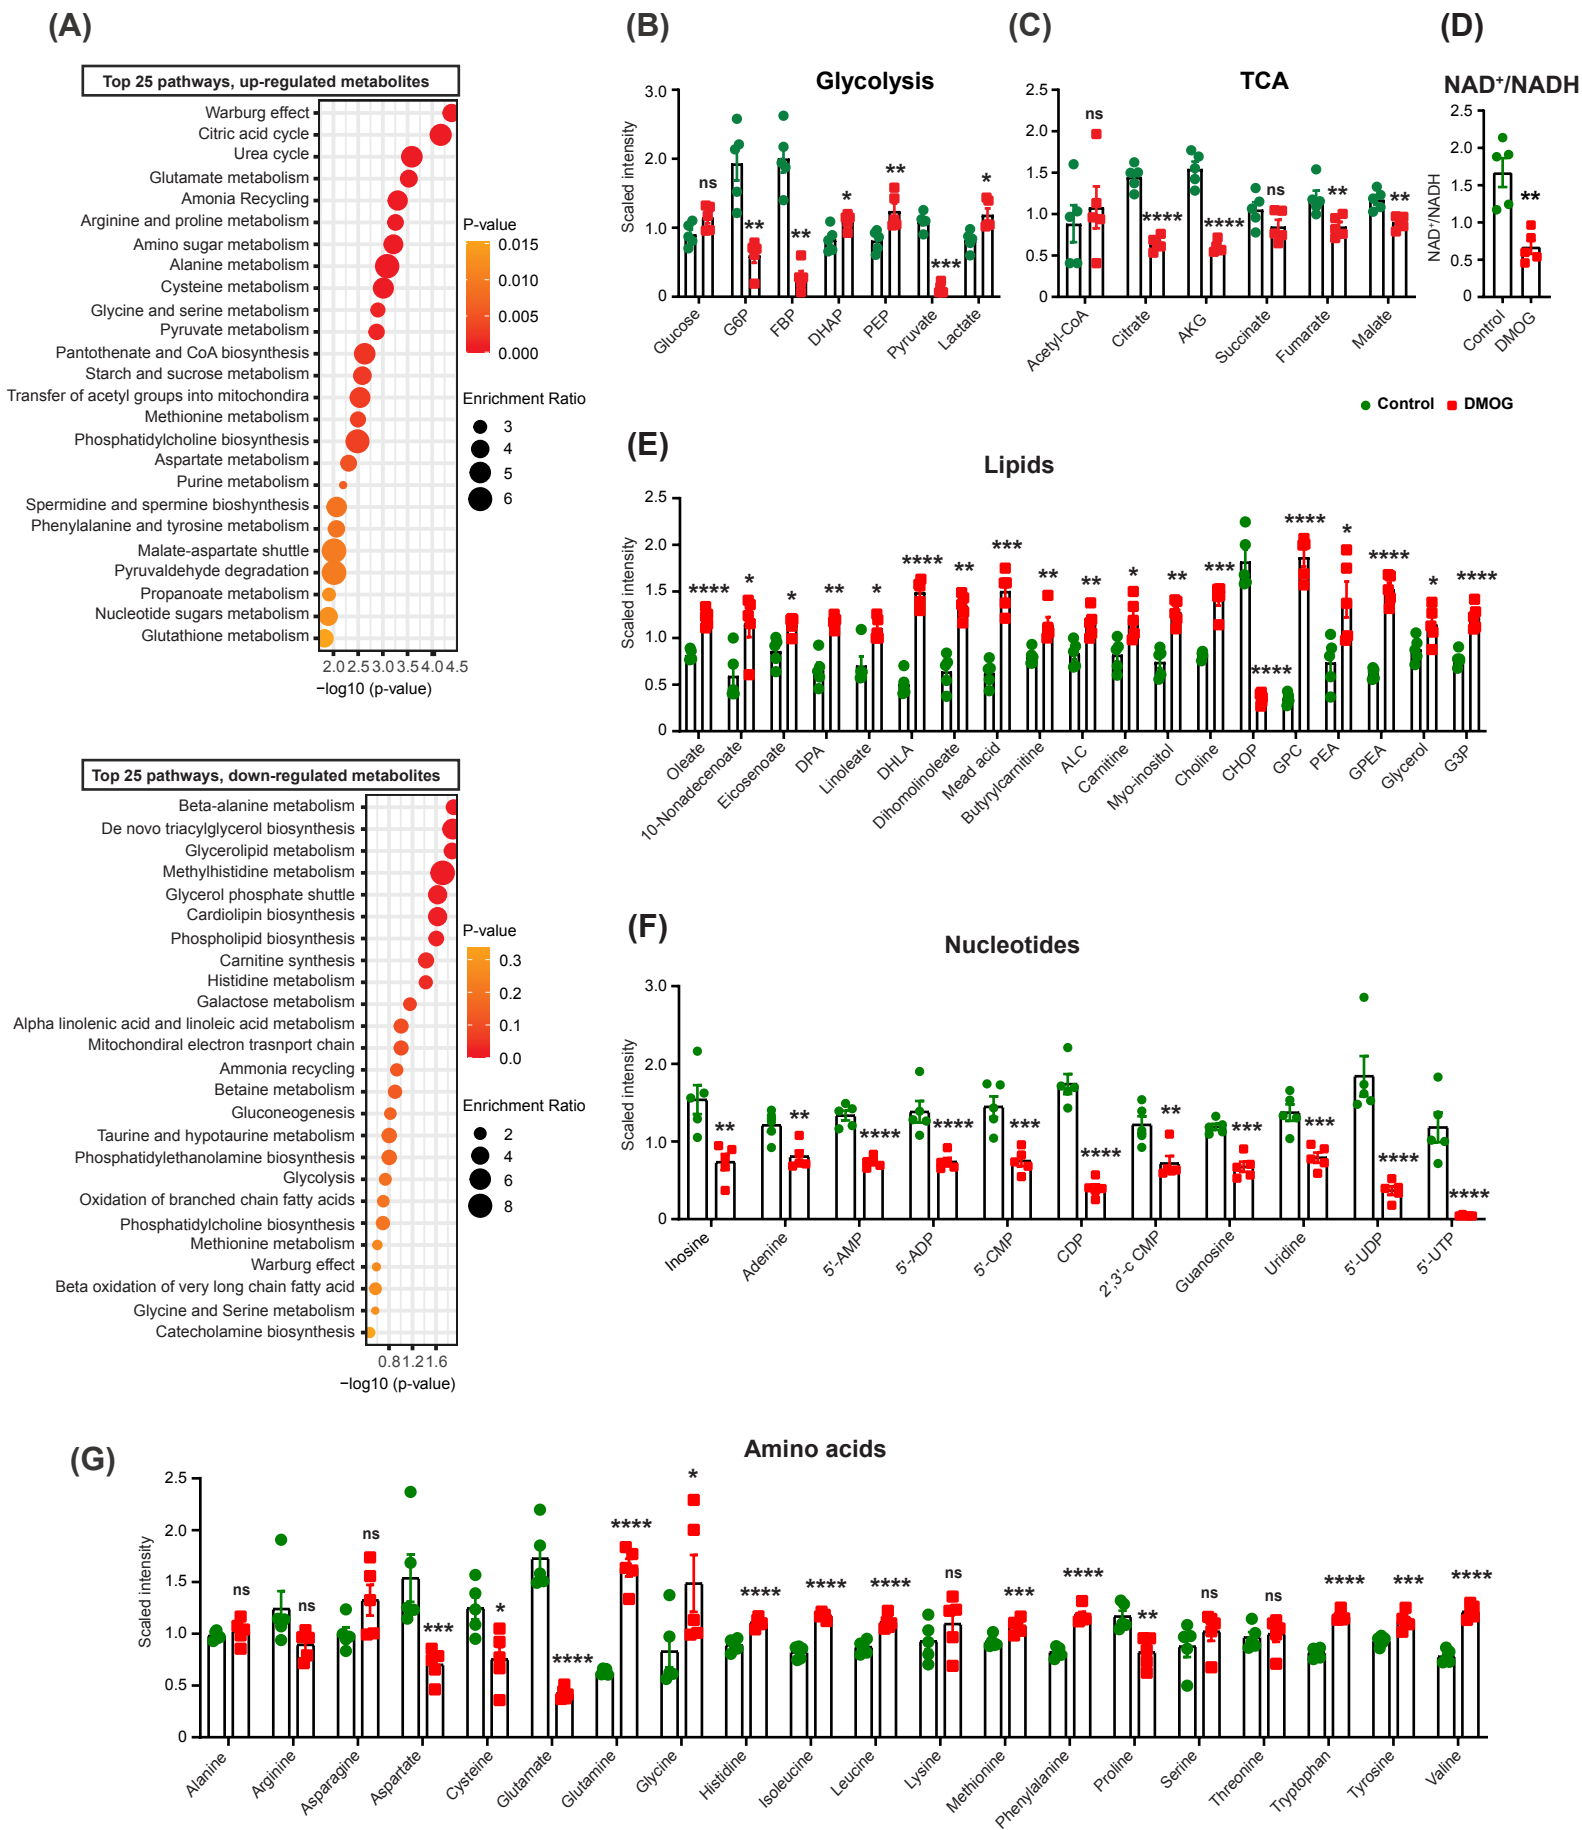 (A)
Top 25 pathways, up-regulated metabolites
Warburg effect
Citric acid cycle
Urea cycle
Glutamate metabolism
Amonia Recycling
Arginine and proline metabolism
Amino sugar metabolism
Alanine metabolism
Cysteine metabolism
Glycine and serine metabolism
Pyruvate metabolism
Pantothenate and CoA biosynthesis
Starch and sucrose metabolism
Transfer of acetyl groups into mitochondira
Methionine metabolism
Phosphatidylcholine biosynthesis
Aspartate metabolism
Purine metabolism
Spermidine and spermine bioshynthesis
Phenylalanine and tyrosine metabolism
Malate-aspartate shuttle
Pyruvaldehyde degradation
Propanoate metabolism
Nucleotide sugars metabolism
Glutathione metabolism
2.0 2.5 3.0 3.5 4.0 4.5
−log10 (p-value)
P-value
0.015
0.010
0.005
0.000
Enrichment Ratio
3
4
5
6
Top 25 pathways, down-regulated metabolites
Beta-alanine metabolism
De novo triacylglycerol biosynthesis
Glycerolipid metabolism
Methylhistidine metabolism
Glycerol phosphate shuttle
Cardiolipin biosynthesis
Phospholipid biosynthesis
Carnitine synthesis
Histidine metabolism
Galactose metabolism
Alpha linolenic acid and linoleic acid metabolism
Mitochondiral electron trasnport chain
Ammonia recycling
Betaine metabolism
Gluconeogenesis
Taurine and hypotaurine metabolism
Phosphatidylethanolamine biosynthesis
Glycolysis
Oxidation of branched chain fatty acids
Phosphatidylcholine biosynthesis
Methionine metabolism
Warburg effect
Beta oxidation of very long chain fatty acid
Glycine and Serine metabolism
Catecholamine biosynthesis
0.8 1.2 1.6
−log10 (p-value)
P-value
0.3
0.2
0.1
0.0
Enrichment Ratio
2
4
6
8
(B)
Glycolysis
Scaled intensity
3.0
2.0
1.0
0
ns ** ** * ** *** *
Glucose G6P FBP DHAP PEP Pyruvate Lactate
(C)
TCA
2.5
2.0
1.5
1.0
0.5
0
ns **** **** ns ** **
Acetyl-CoA Citrate AKG Succinate Fumarate Malate
(D)
NAD⁺/NADH
NAD⁺/NADH
2.5
2.0
1.5
1.0
0.5
0
**
Control DMOG
Control DMOG
(E)
Lipids
Scaled intensity
2.5
2.0
1.5
1.0
0.5
0
**** * * ** * **** ** *** ** ** * ** *** **** **** * **** * ****
Oleate 10-Nonadecenoate Eicosenoate DPA Linoleate DHLA Dihomolinoleate Mead acid Butyrylcarnitine ALC Carnitine Myo-inositol Choline CHOP GPC PEA GPEA Glycerol G3P
(F)
Nucleotides
Scaled intensity
3.0
2.0
1.0
0
** ** **** **** *** **** ** *** *** **** ****
Inosine Adenine 5'-AMP 5'-ADP 5'-CMP CDP 2',3'-c CMP Guanosine Uridine 5'-UDP 5'-UTP
(G)
Amino acids
Scaled intensity
2.5
2.0
1.5
1.0
0.5
0
ns ns ns *** * **** **** * **** **** **** ns *** **** ** ns ns **** *** ****
Alanine Arginine Asparagine Aspartate Cysteine Glutamate Glutamine Glycine Histidine Isoleucine Leucine Lysine Methionine Phenylalanine Proline Serine Threonine Tryptophan Tyrosine Valine